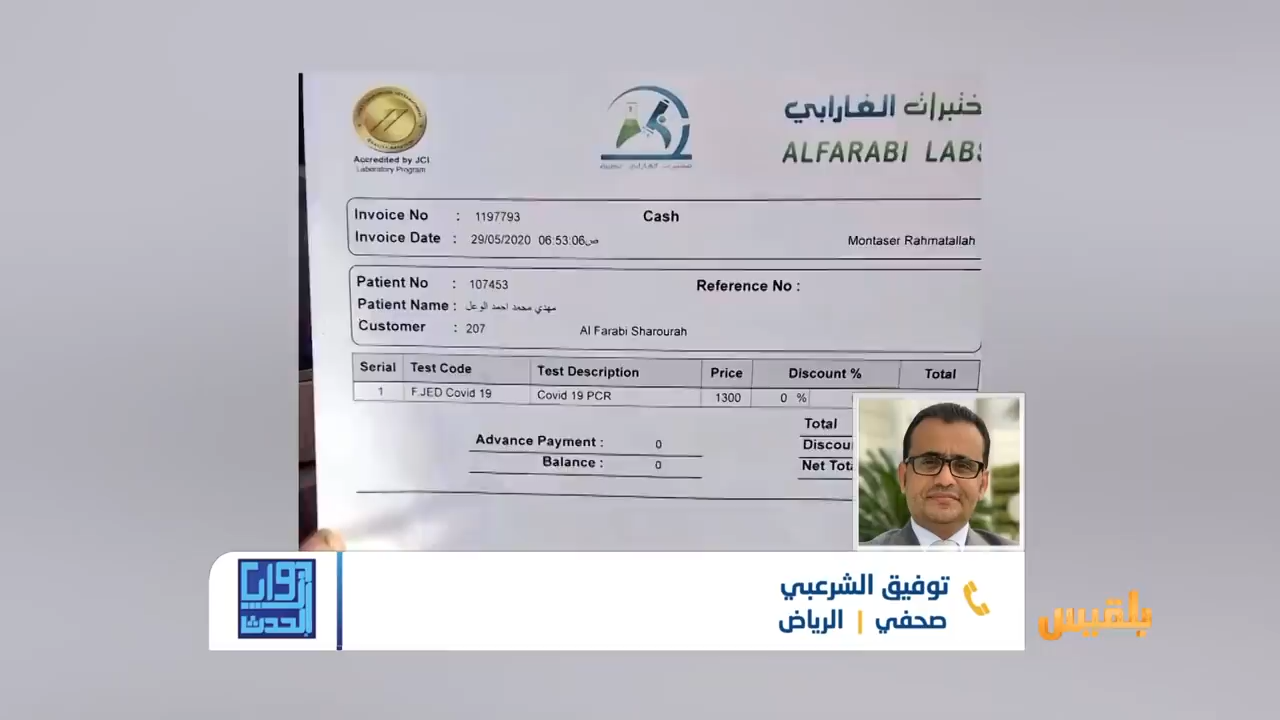 Accredited by JCI
Laboratory Program
ختبرات الفارابي
ALFARABI LABS
Invoice No : 1197793 Cash
Invoice Date : 29/05/2020 06:53:06ص
Montaser Rahmatallah
Patient No : 107453 Reference No :
Patient Name : مهدي محمد احمد الوعل
Customer : 207 Al Farabi Sharourah
Serial Test Code Test Description Price Discount % Total
1 F.JED Covid 19 Covid 19 PCR 1300 0 %
Advance Payment : 0
Balance : 0
Total
Discou
Net Tota
توفيق الشرعبي
صحفي | الرياض
الحدث
بلقيس